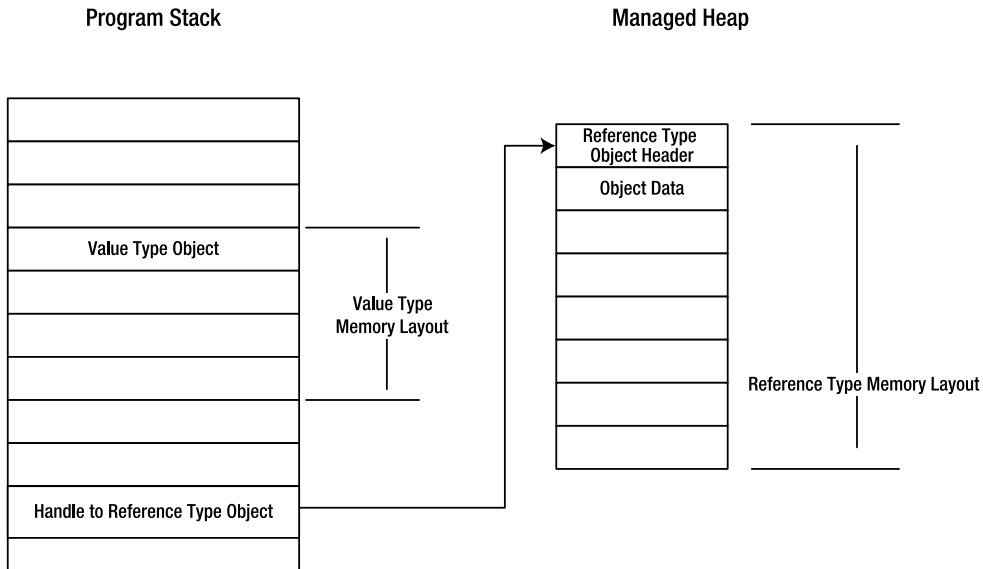 Program Stack
Managed Heap
Reference Type
Object Header
Object Data
Value Type Object
Value Type
Memory Layout
Reference Type Memory Layout
Handle to Reference Type Object